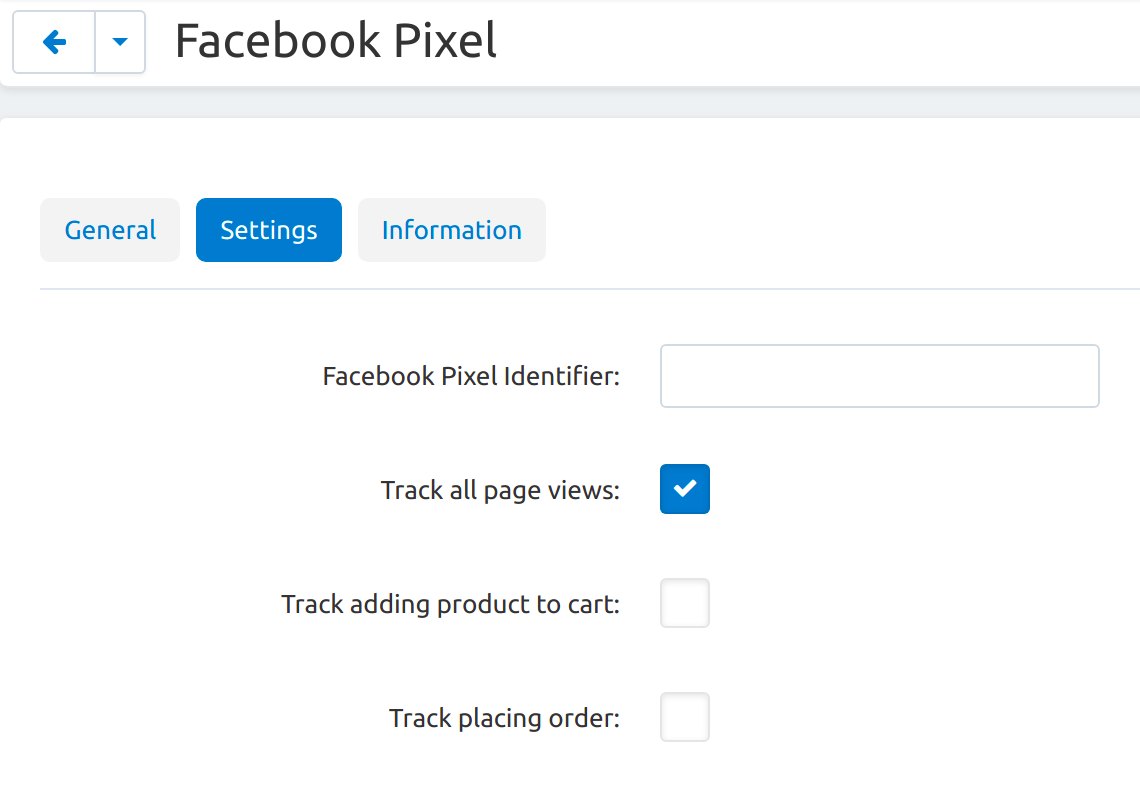 Facebook Pixel
General Settings Information
Facebook Pixel Identifier:
Track all page views:
Track adding product to cart:
Track placing order: